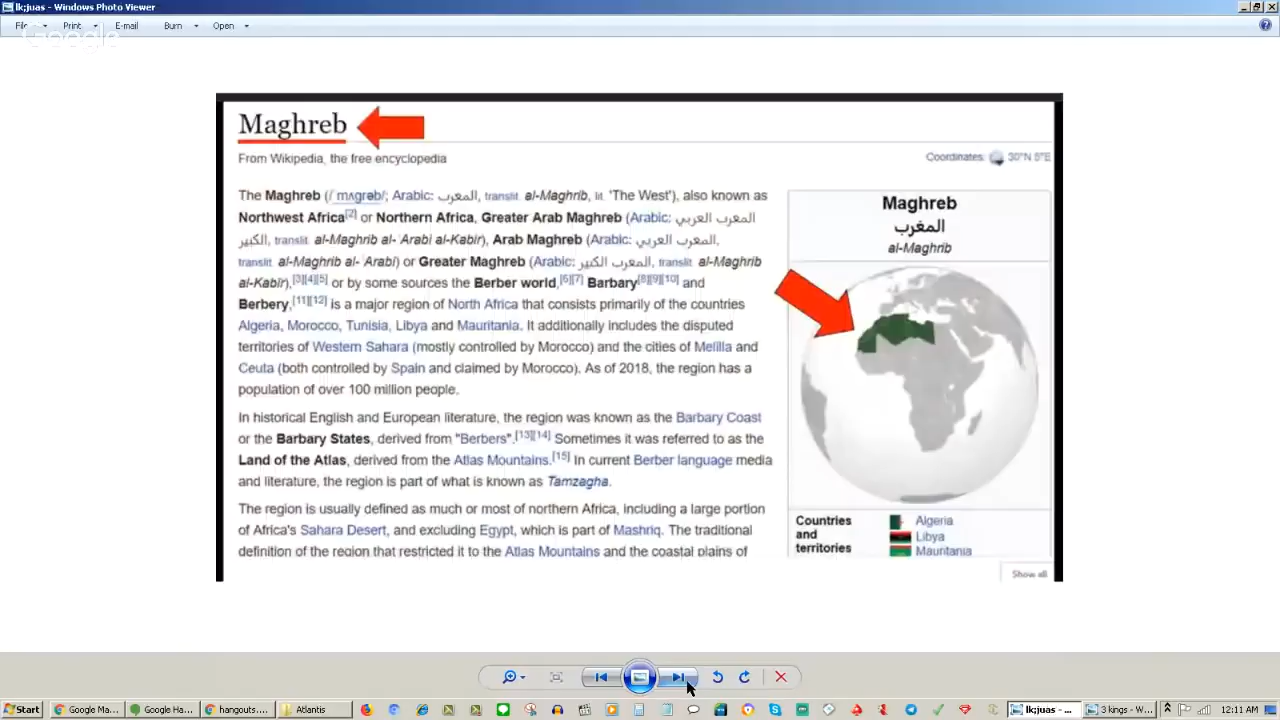 lk;juas - Windows Photo Viewer
File Print E-mail Burn Open
Google
Maghreb
From Wikipedia, the free encyclopedia
Coordinates: 30°N 5°E
The Maghreb (/ˈmʌɡrəb/; Arabic: المغرب, translit. al-Maghrib, lit. 'The West'), also known as
Northwest Africa[2] or Northern Africa, Greater Arab Maghreb (Arabic: المغرب العربي
الكبير, translit. al-Maghrib al-ʿArabi al-Kabir), Arab Maghreb (Arabic: المغرب العربي,
translit. al-Maghrib al-ʿArabi) or Greater Maghreb (Arabic: المغرب الكبير, translit. al-Maghrib
al-Kabīr),[3][4][5] or by some sources the Berber world,[6][7] Barbary[8][9][10] and
Berbery,[11][12] is a major region of North Africa that consists primarily of the countries
Algeria, Morocco, Tunisia, Libya and Mauritania. It additionally includes the disputed
territories of Western Sahara (mostly controlled by Morocco) and the cities of Melilla and
Ceuta (both controlled by Spain and claimed by Morocco). As of 2018, the region has a
population of over 100 million people.
In historical English and European literature, the region was known as the Barbary Coast
or the Barbary States, derived from "Berbers".[13][14] Sometimes it was referred to as the
Land of the Atlas, derived from the Atlas Mountains.[15] In current Berber language media
and literature, the region is part of what is known as Tamazgha.
The region is usually defined as much or most of northern Africa, including a large portion
of Africa's Sahara Desert, and excluding Egypt, which is part of Mashriq. The traditional
definition of the region that restricted it to the Atlas Mountains and the coastal plains of
Maghreb
المغرب
al-Maghrib
Countries
and
territories
Algeria
Libya
Mauritania
Show all
Start Google Ma... Google Ha... hangouts.... Atlantis lk;juas - ... 3 kings - W... 12:11 AM